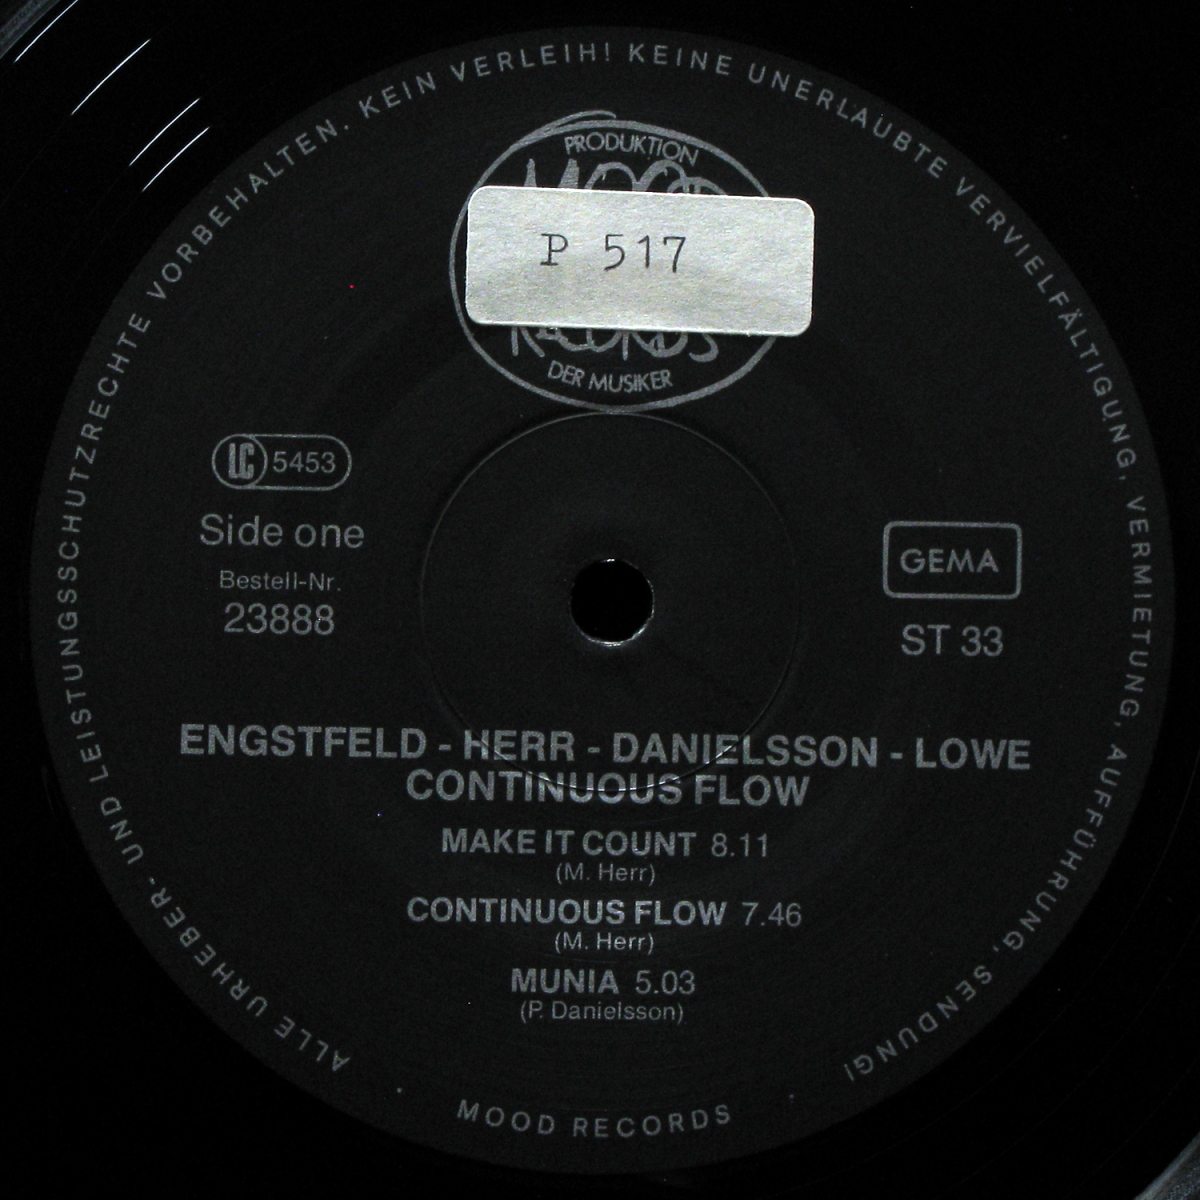 ALLE URHEBER- UND LEISTUNGSSCHUTZRECHTE VORBEHALTEN. KEIN VERLEIH! KEINE UNERLAUBTE VERVIELFÄLTIGUNG, VERMIETUNG, AUFFÜHRUNG, SENDUNG!
PRODUKTION
MOOD
P 517
RECORDS
DER MUSIKER
LC 5453
Side one
Bestell-Nr.
23888
GEMA
ST 33
ENGSTFELD - HERR - DANIELSSON - LOWE
CONTINUOUS FLOW
MAKE IT COUNT 8.11
(M. Herr)
CONTINUOUS FLOW 7.46
(M. Herr)
MUNIA 5.03
(P. Danielsson)
· MOOD RECORDS ·